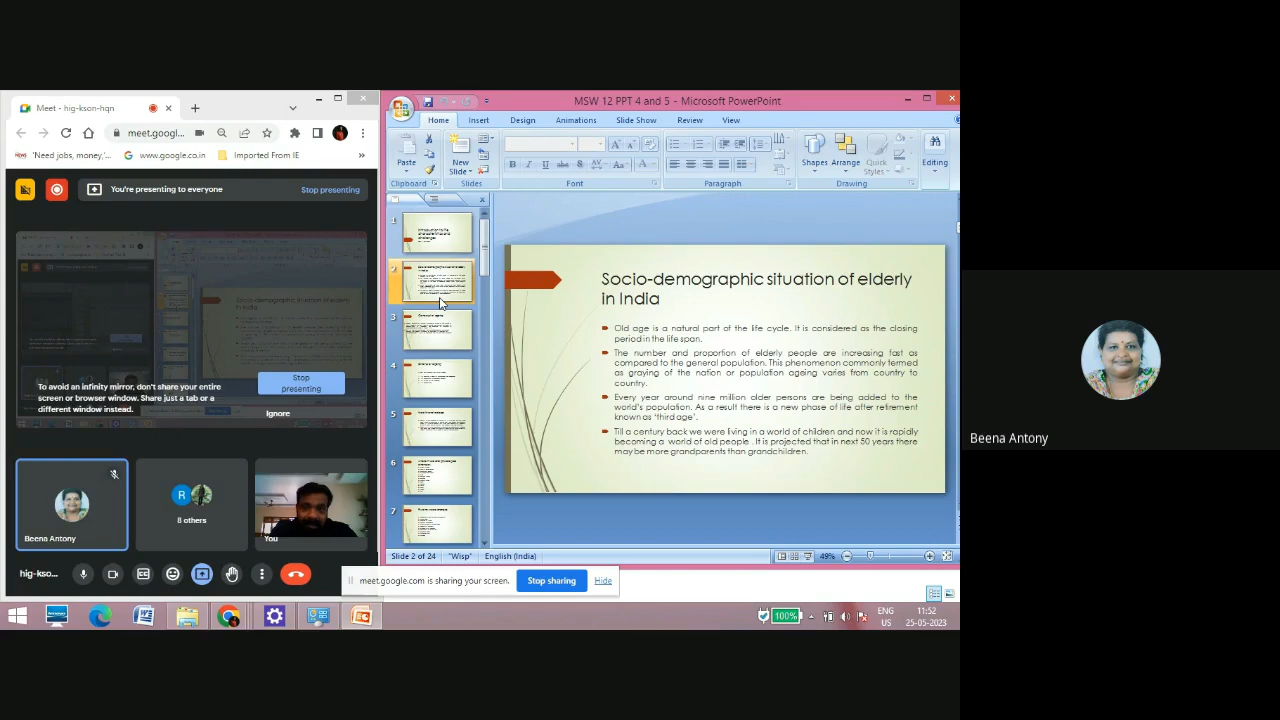 Meet - hig-kson-hqn
meet.googl...
'Need jobs, money,'
www.google.co.in
Imported From IE
You're presenting to everyone
Stop presenting
To avoid an infinity mirror, don't share your entire
screen or browser window. Share just a tab or a
different window instead.
Stop
presenting
Ignore
Beena Antony
R
8 others
You
hig-kso...
meet.google.com is sharing your screen.
Stop sharing
Hide
MSW 12 PPT 4 and 5 - Microsoft PowerPoint
Home
Insert
Design
Animations
Slide Show
Review
View
Paste
New
Slide
Shapes
Arrange
Quick
Styles
Editing
Clipboard
Slides
Font
Paragraph
Drawing
1
2
3
4
5
6
7
Socio-demographic situation of elderly
in India
Old age is a natural part of the life cycle. It is considered as the closing
period in the life span.
The number and proportion of elderly people are increasing fast as
compared to the general population. This phenomenon commonly termed
as graying of the nation or population ageing varies from country to
country.
Every year around nine million older persons are being added to the
world's population. As a result there is a new phase of life after retirement
known as 'third age'.
Till a century back we were living in a world of children and now it is rapidly
becoming a world of old people . It is projected that in next 50 years there
may be more grandparents than grandchildren.
Slide 2 of 24
"Wisp"
English (India)
49%
100%
ENG
US
11:52
25-05-2023
Beena Antony